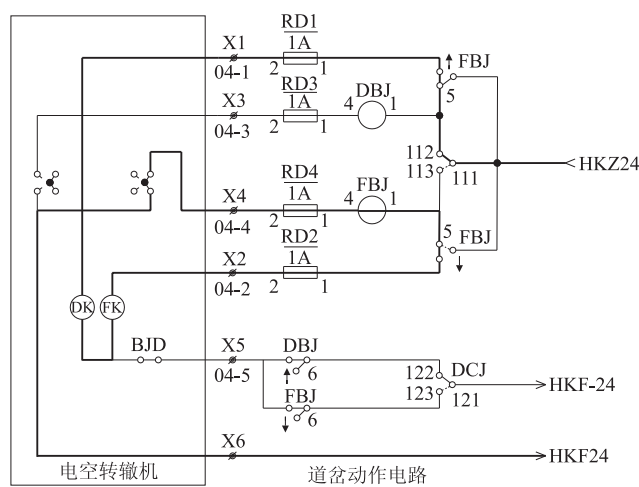 X1 RD1
04-1 2 1A 1 FBJ
5
X3 RD3 DBJ
04-3 2 1A 1 4 1
112
113 111 HKZ24
X4 RD4 FBJ
04-4 2 1A 1 4 1
5 FBJ
X2 RD2
04-2 2 1A 1
DK FK
BJD X5 DBJ
04-5 6 122 DCJ
FBJ 123 121 HKF-24
6
X6 HKF24
电空转辙机 道岔动作电路